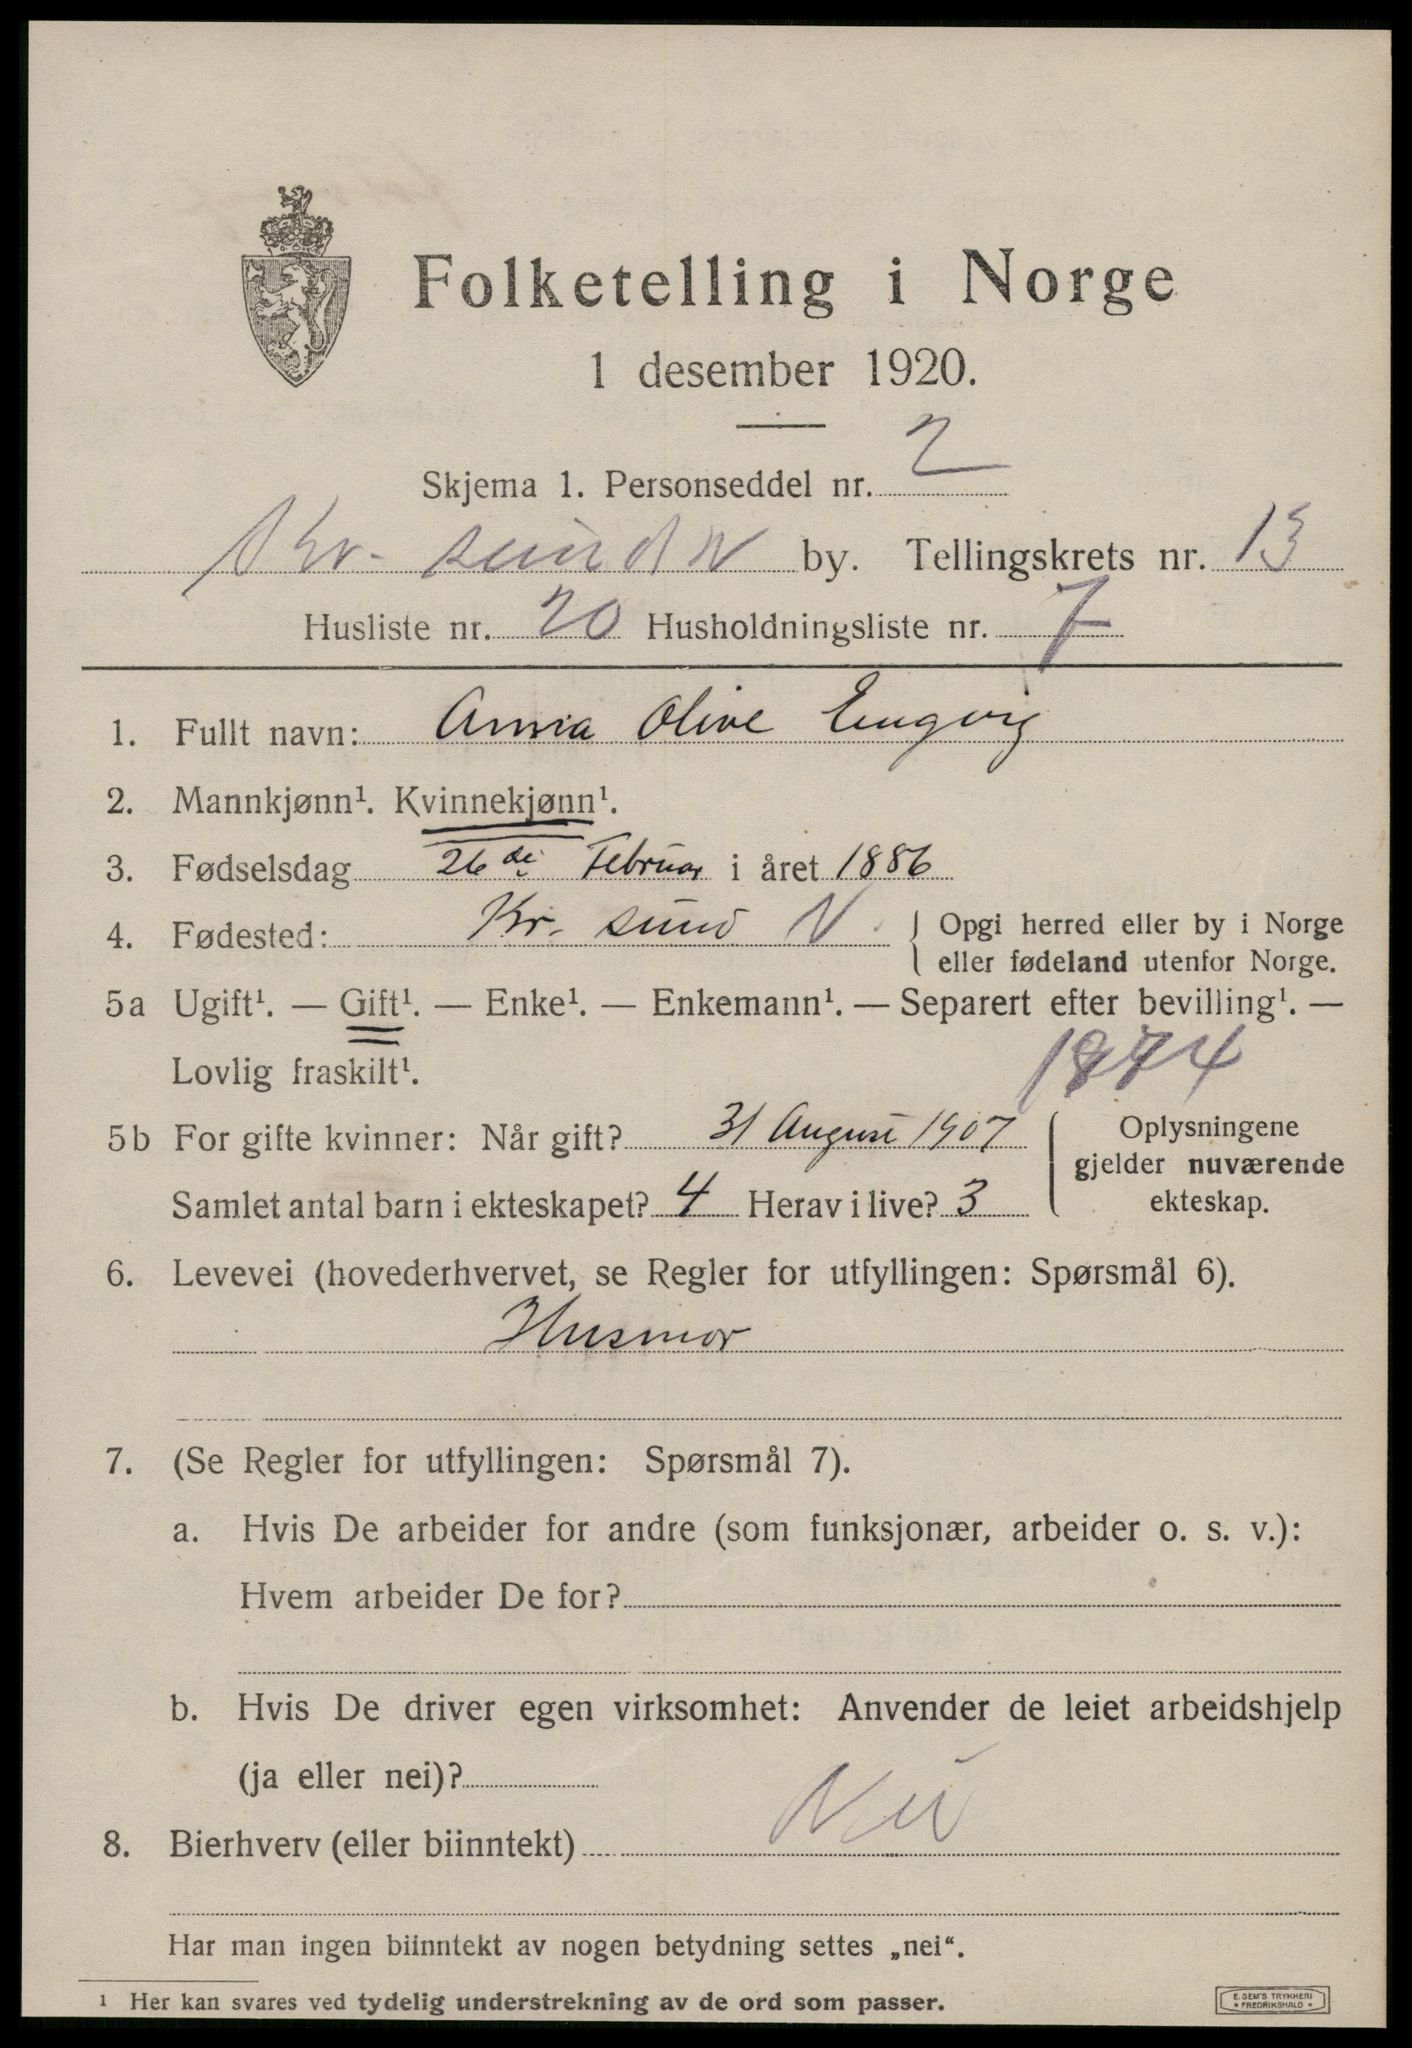 Folketelling i Norge
1 desember 1920.
Skjema 1. Personseddel nr. 2
Kr. sund N by. Tellingskrets nr. 13
Husliste nr. 20 Husholdningsliste nr. 7
1. Fullt navn: Anna Olive Engvig
2. Mannkjønn¹. Kvinnekjønn¹.
3. Fødselsdag 26de Februar i året 1886
4. Fødested: Kr. sund N. { Opgi herred eller by i Norge
eller fødeland utenfor Norge.
5a Ugift¹. — Gift¹. — Enke¹. — Enkemann¹. — Separert efter bevilling¹. —
Lovlig fraskilt¹. 1874
5b For gifte kvinner: Når gift? 31 August 1907 { Oplysningene
gjelder nuværende
Samlet antal barn i ekteskapet? 4 Herav i live? 3 ekteskap.
6. Levevei (hovederhvervet, se Regler for utfyllingen: Spørsmål 6).
Husmor
7. (Se Regler for utfyllingen: Spørsmål 7).
a. Hvis De arbeider for andre (som funksjonær, arbeider o. s. v.):
Hvem arbeider De for?
b. Hvis De driver egen virksomhet: Anvender de leiet arbeidshjelp
(ja eller nei)?
8. Bierhverv (eller biinntekt) Nei
Har man ingen biinntekt av nogen betydning settes „nei“.
¹ Her kan svares ved tydelig understrekning av de ord som passer.
E. SEM'S TRYKKERI
• FREDRIKSHALD •